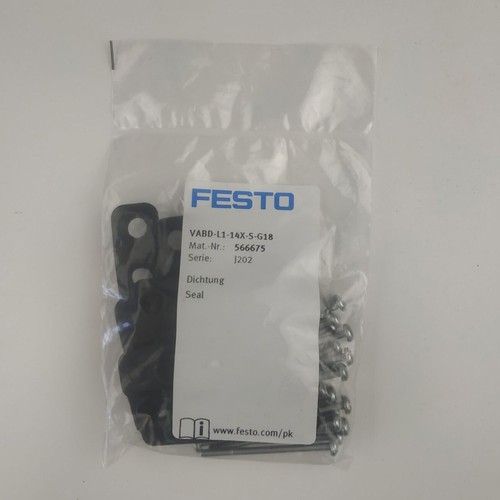 FESTO
VABD-L1-14X-S-G18
Mat.-Nr.: 566675
Serie: J202
Dichtung
Seal
www.festo.com/pk